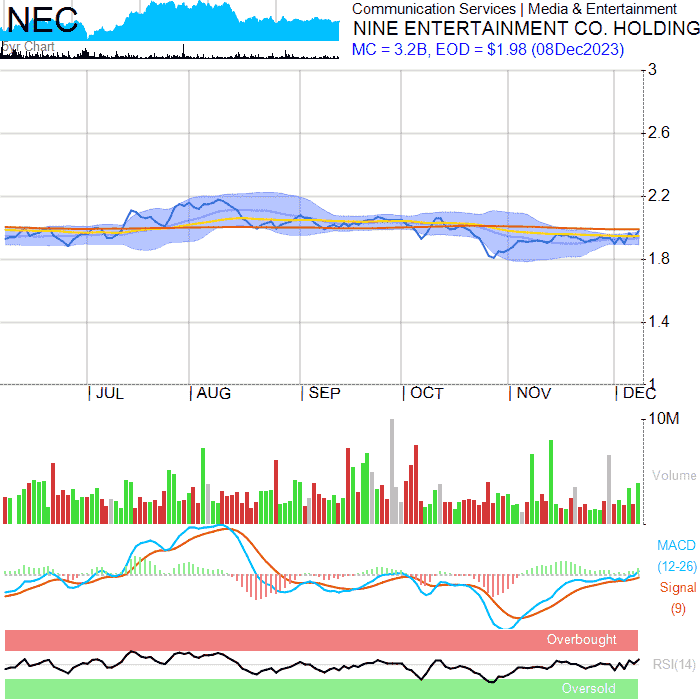 NEC
Communication Services | Media & Entertainment
NINE ENTERTAINMENT CO. HOLDING
MC = 3.2B, EOD = $1.98 (08Dec2023)
3
2.6
2.2
1.8
1.4
1
JUL AUG SEP OCT NOV DEC
10M
Volume
MACD
(12-26)
Signal
(9)
Overbought
RSI(14)
Oversold